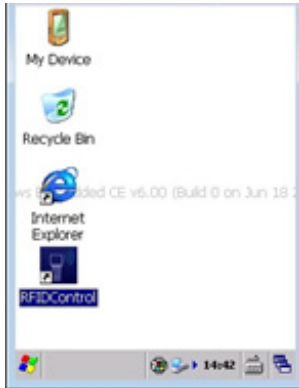 My Device
Recycle Bin
ws Embedded CE v6.00 (Build 0 on Jun 18 2
Internet
Explorer
RFIDControl
14:42